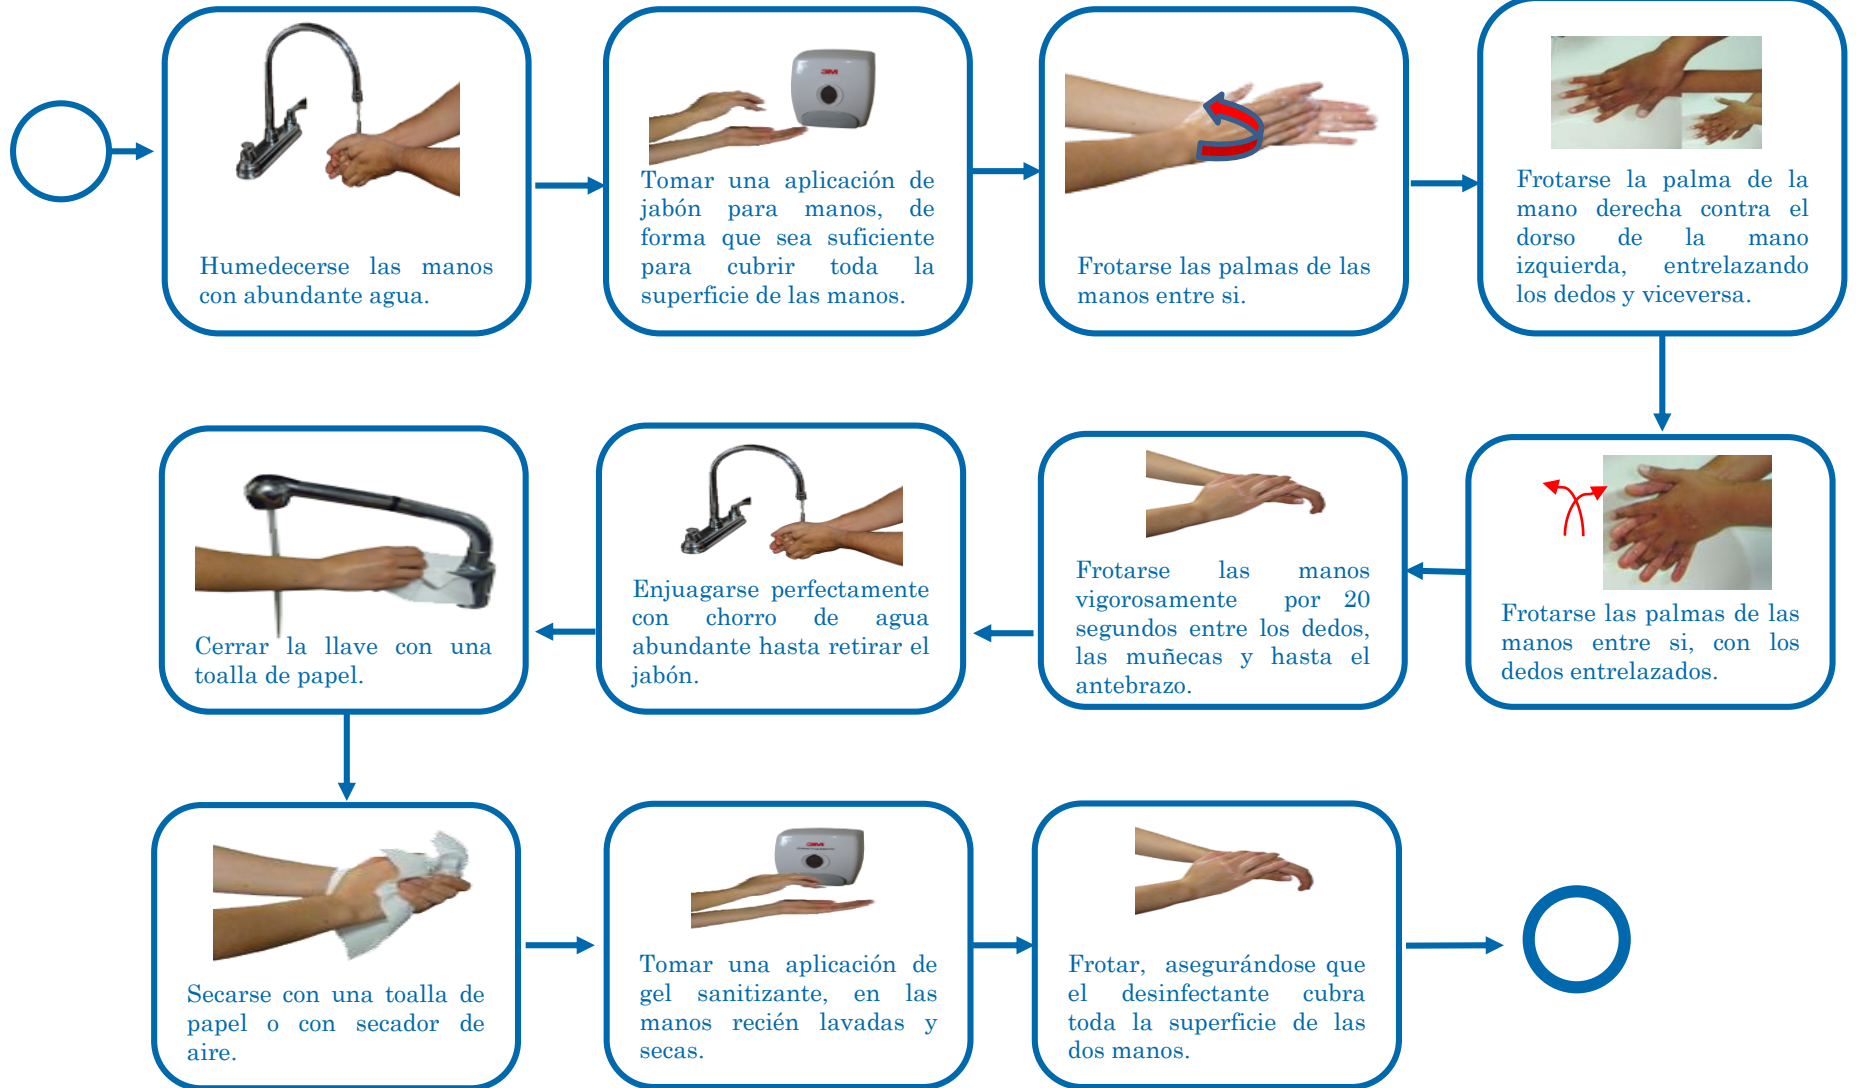 3M
Humedecerse las manos
con abundante agua.
Tomar una aplicación de
jabón para manos, de
forma que sea suficiente
para cubrir toda la
superficie de las manos.
Frotarse las palmas de las
manos entre si.
Frotarse la palma de la
mano derecha contra el
dorso de la mano
izquierda, entrelazando
los dedos y viceversa.
Frotarse las palmas de las
manos entre si, con los
dedos entrelazados.
Frotarse las manos
vigorosamente por 20
segundos entre los dedos,
las muñecas y hasta el
antebrazo.
Enjuagarse perfectamente
con chorro de agua
abundante hasta retirar el
jabón.
Cerrar la llave con una
toalla de papel.
Secarse con una toalla de
papel o con secador de
aire.
3M
Tomar una aplicación de
gel sanitizante, en las
manos recién lavadas y
secas.
Frotar, asegurándose que
el desinfectante cubra
toda la superficie de las
dos manos.